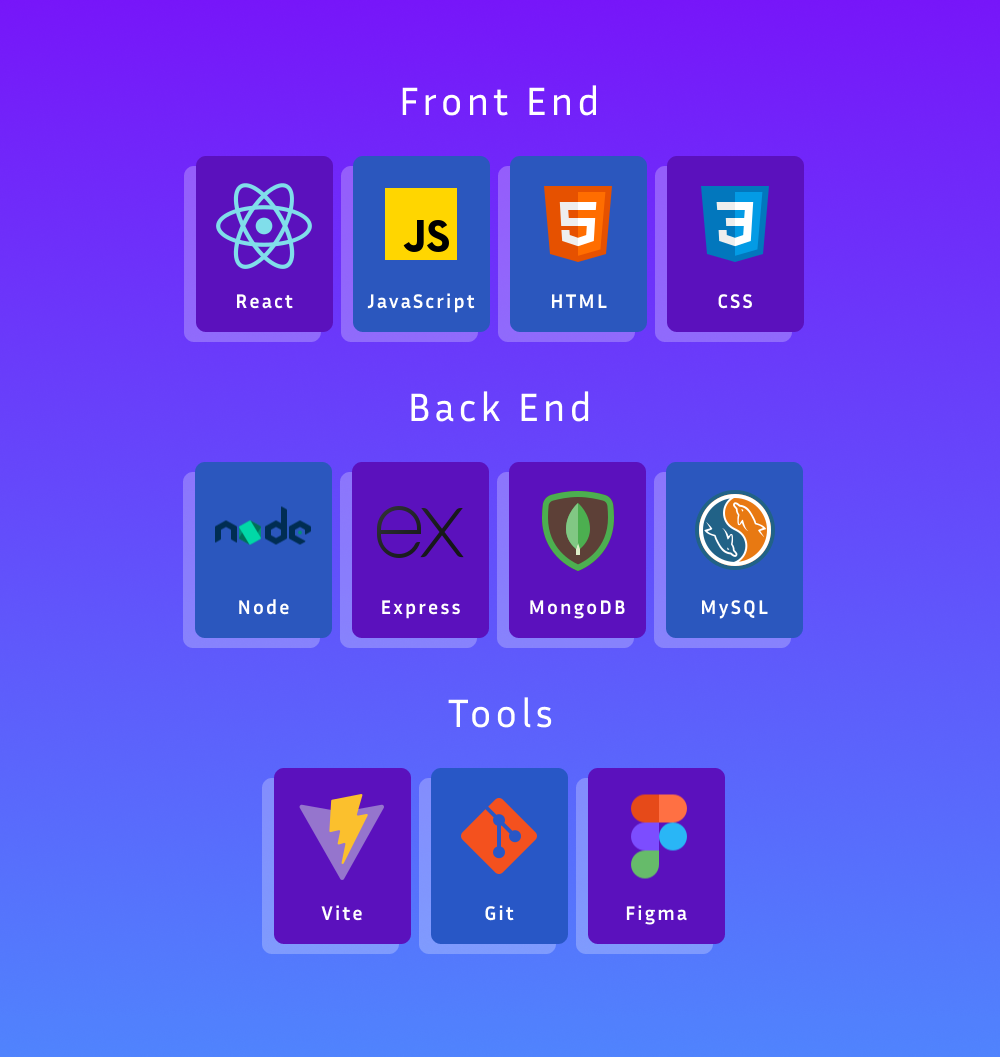 Front End
JS
5
3
React
JavaScript
HTML
CSS
Back End
node
ex
Node
Express
MongoDB
MySQL
Tools
Vite
Git
Figma